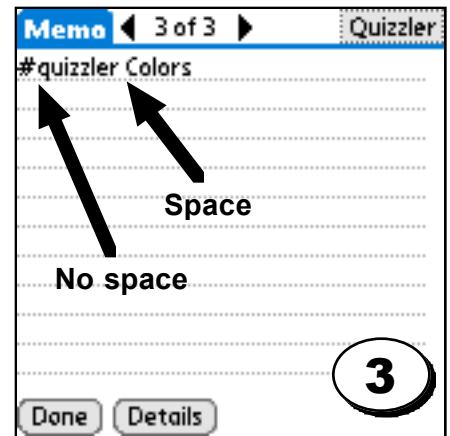 Memo 3 of 3 Quizzler
#quizzler Colors
Space
No space
3
Done Details